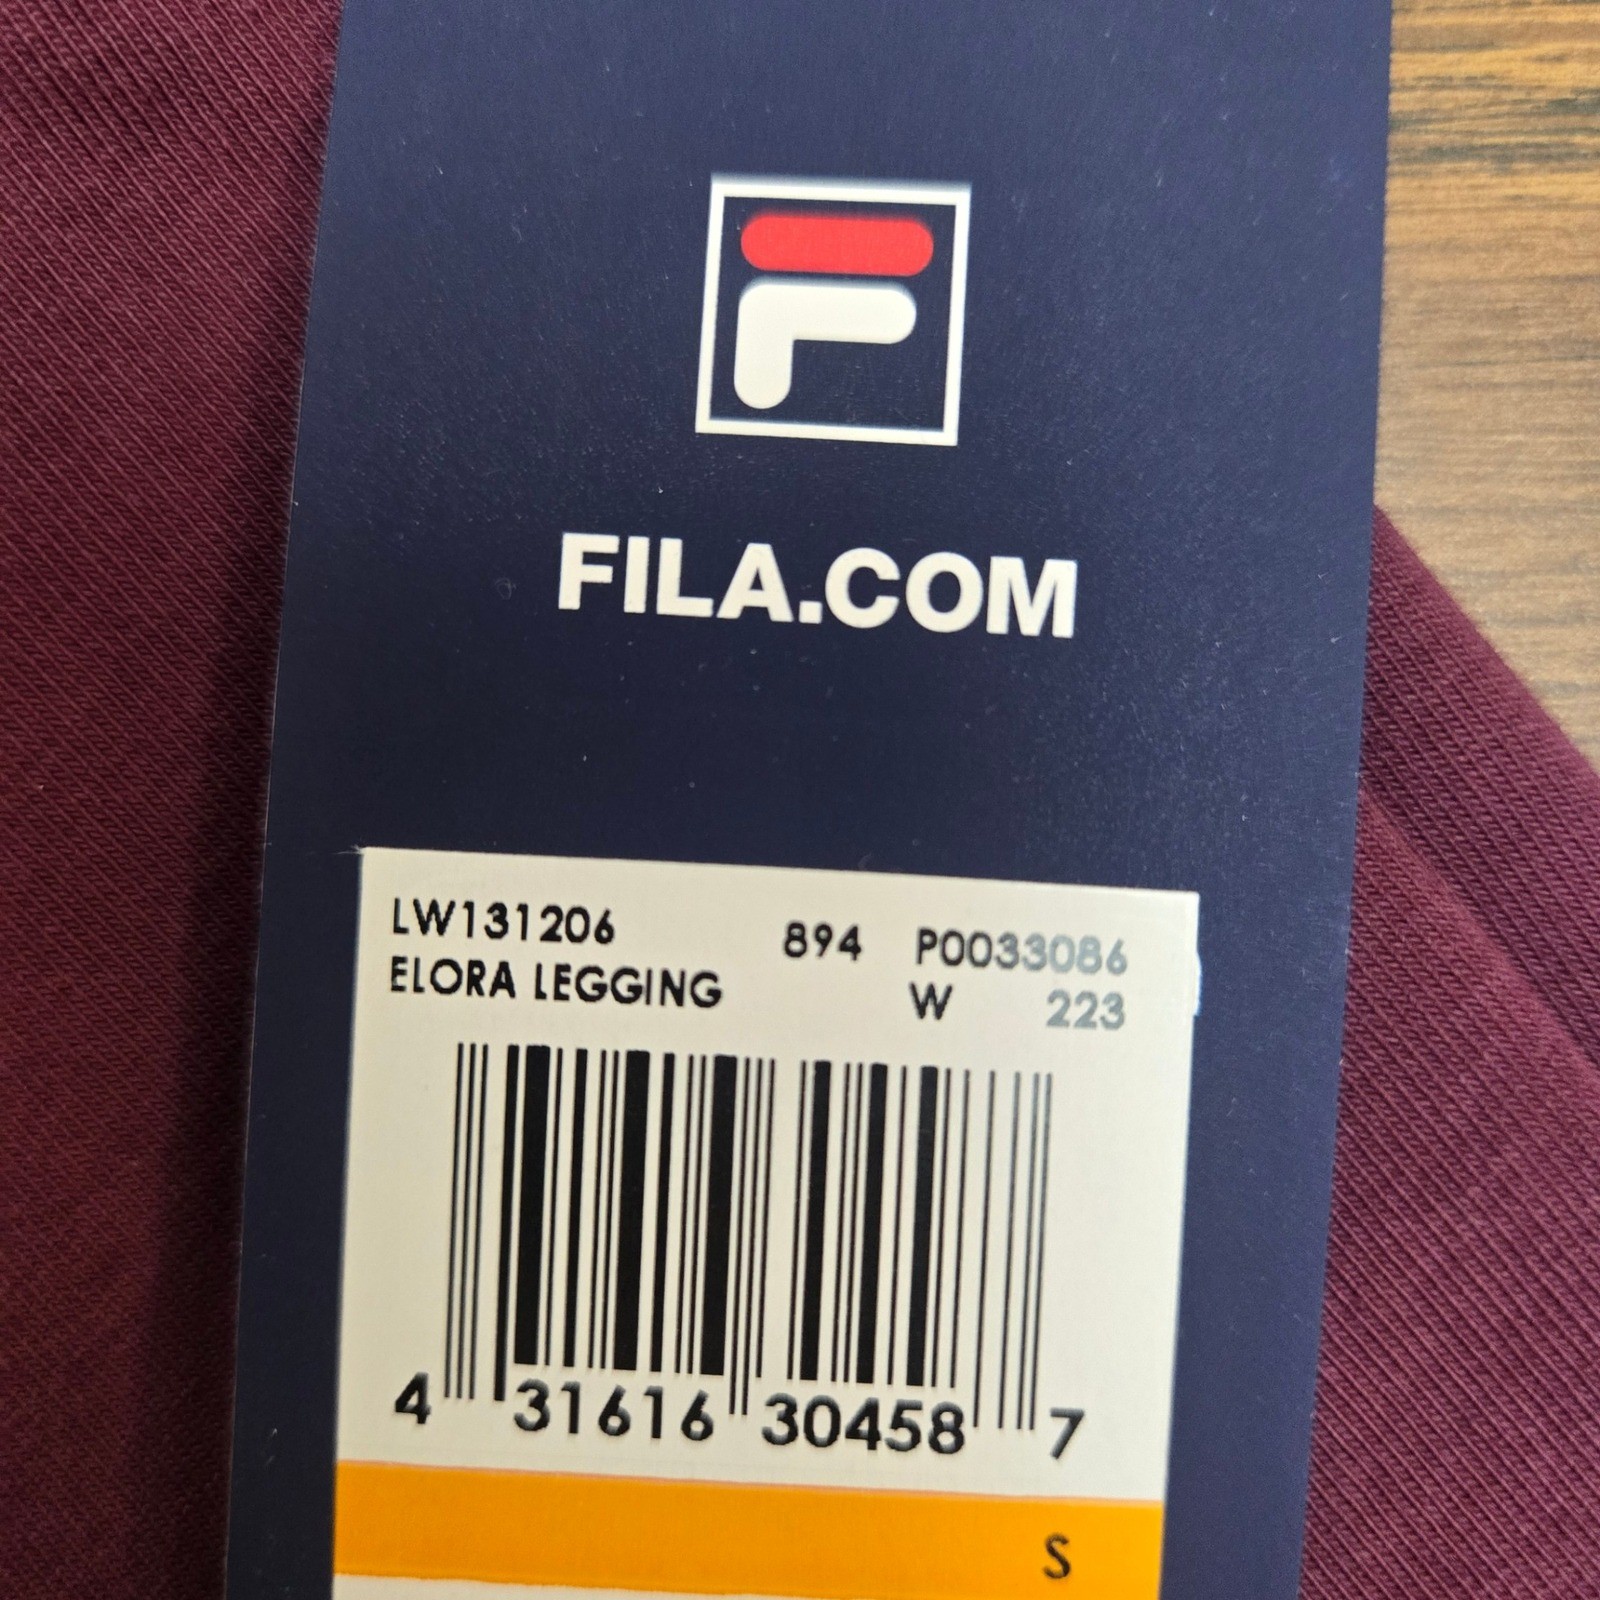 F
FILA.COM
LW131206 894 P0033086
ELORA LEGGING W 223
4 31616 30458 7
S